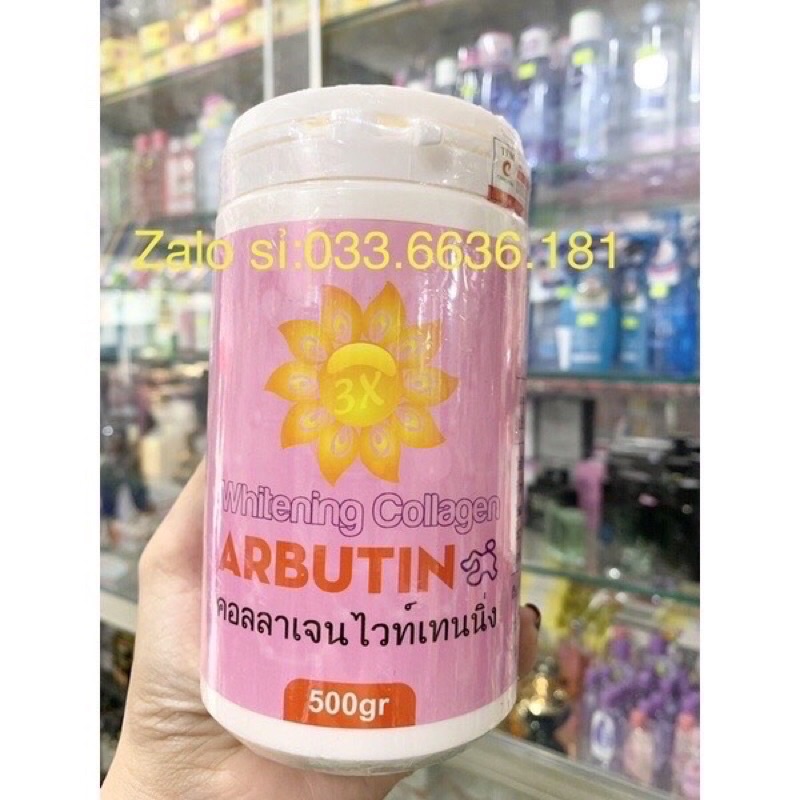 Zalo sỉ:033.6636.181
3X
Whitening Collagen
ARBUTIN
คอลลาเจนไวท์เทนนิ่ง
500gr